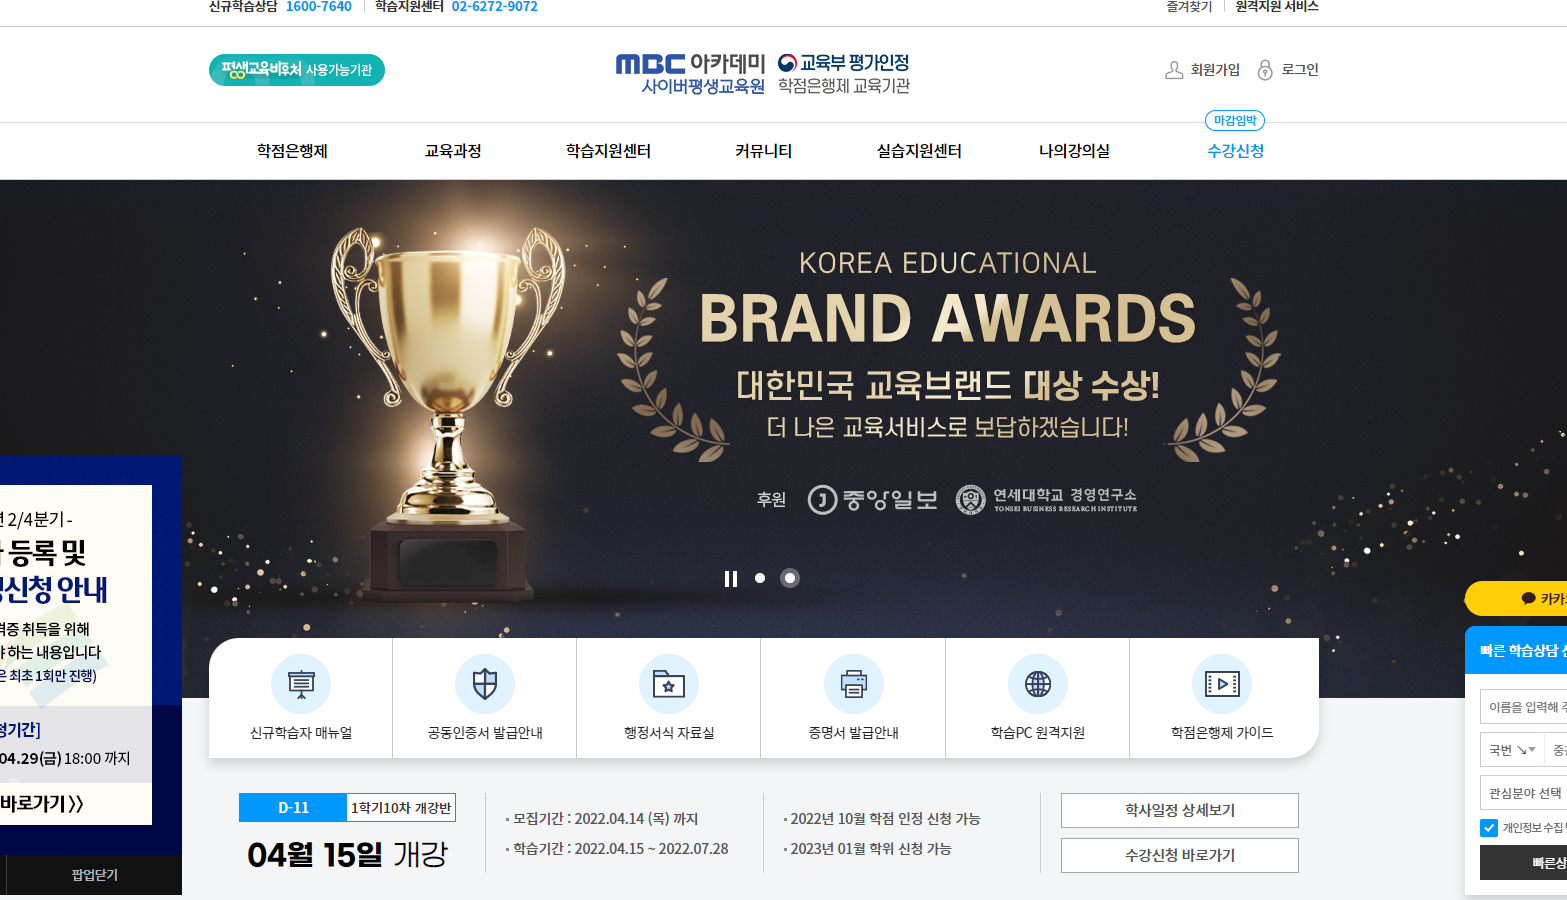 신규학습상담 1600-7640 학습지원센터 02-6272-9072
즐겨찾기 원격지원 서비스
평생교육바우처 사용가능기관
MBC 아카데미
사이버평생교육원
교육부 평가인정
학점은행제 교육기관
회원가입 로그인
마감임박
학점은행제 교육과정 학습지원센터 커뮤니티 실습지원센터 나의강의실 수강신청
KOREA EDUCATIONAL
BRAND AWARDS
대한민국 교육브랜드 대상 수상!
더 나은 교육서비스로 보답하겠습니다!
후원 중앙일보 연세대학교 경영연구소
YONSEI BUSINESS RESEARCH INSTITUTE
2/4분기 -
등록 및
신청 안내
격증 취득을 위해
야 하는 내용입니다
은 최초 1회만 진행)
청기간]
04.29(금) 18:00 까지
바로가기 》
팝업닫기
카카
빠른 학습상담
이름을 입력해
국번
관심분야 선택
개인정보 수집
빠른상
신규학습자 매뉴얼 공동인증서 발급안내 행정서식 자료실 증명서 발급안내 학습PC 원격지원 학점은행제 가이드
D-11 1학기10차 개강반
04월 15일 개강
모집기간 : 2022.04.14 (목) 까지
학습기간 : 2022.04.15 ~ 2022.07.28
2022년 10월 학점 인정 신청 가능
2023년 01월 학위 신청 가능
학사일정 상세보기
수강신청 바로가기